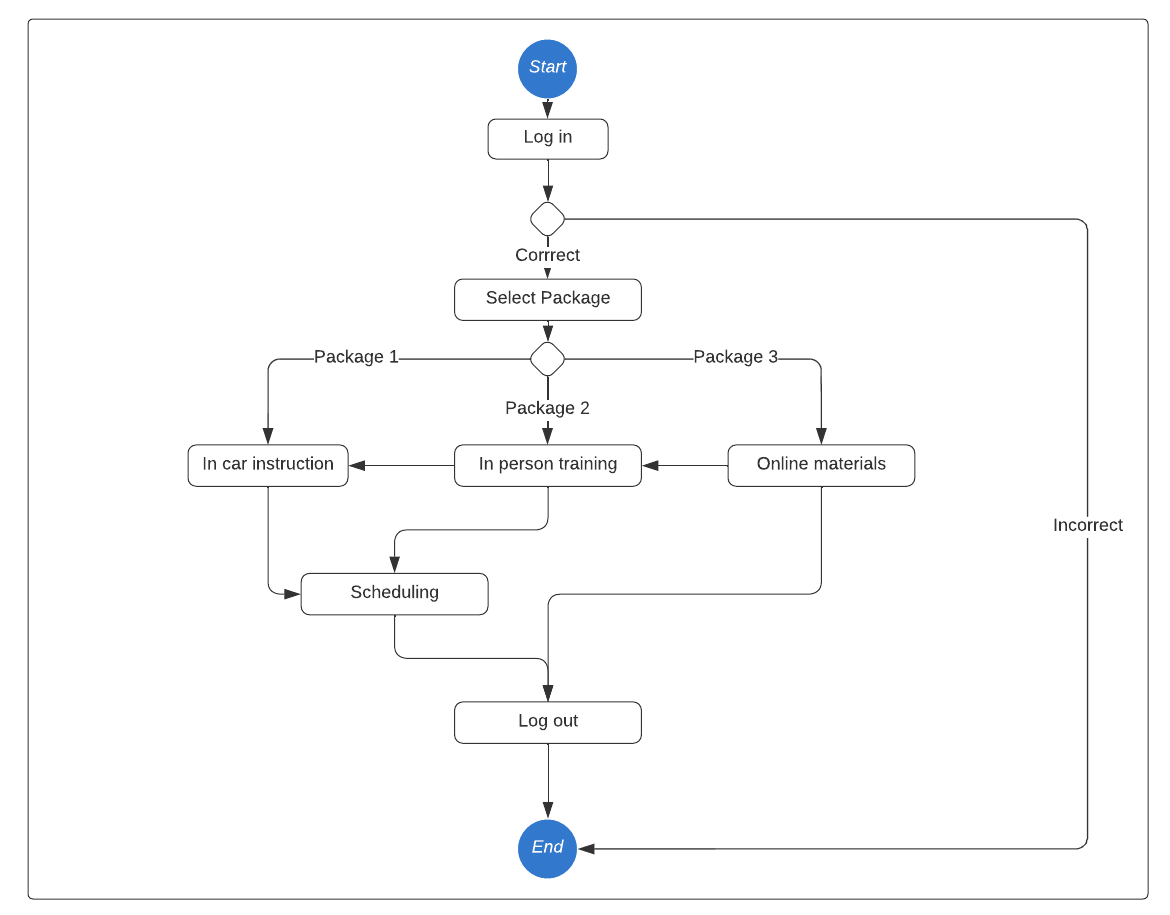 Start
Log in
Corrrect
Select Package
Package 1
Package 3
Package 2
In car instruction
In person training
Online materials
Incorrect
Scheduling
Log out
End